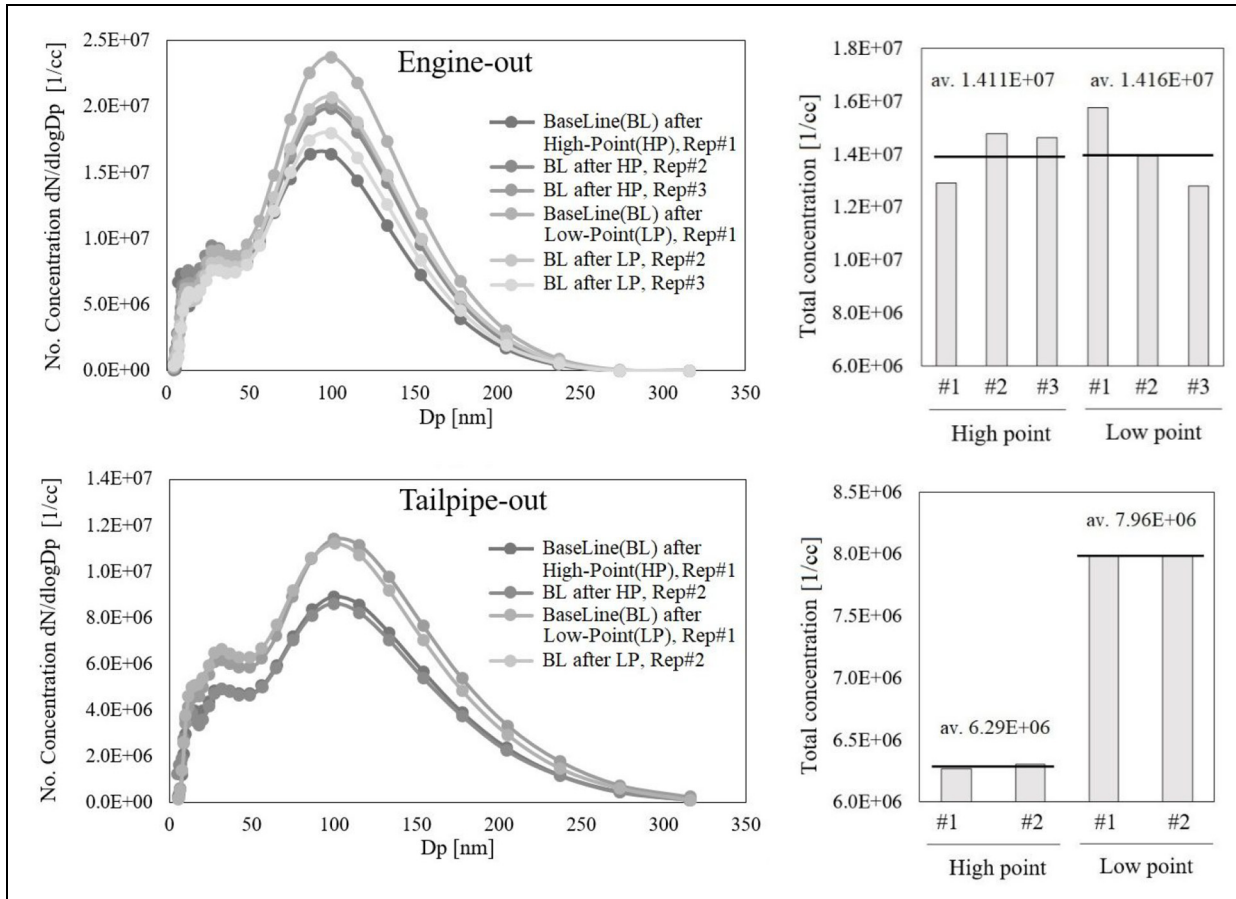 Engine-out
No. Concentration dN/dlogDp [1/cc]
2.5E+07
2.0E+07
1.5E+07
1.0E+07
5.0E+06
0.0E+00
0 50 100 150 200 250 300 350
Dp [nm]
BaseLine(BL) after
High-Point(HP), Rep#1
BL after HP, Rep#2
BL after HP, Rep#3
BaseLine(BL) after
Low-Point(LP), Rep#1
BL after LP, Rep#2
BL after LP, Rep#3
Total concentration [1/cc]
1.8E+07
1.6E+07
1.4E+07
1.2E+07
1.0E+07
8.0E+06
6.0E+06
av. 1.411E+07 av. 1.416E+07
#1 #2 #3 #1 #2 #3
High point Low point
Tailpipe-out
No. Concentration dN/dlogDp [1/cc]
1.4E+07
1.2E+07
1.0E+07
8.0E+06
6.0E+06
4.0E+06
2.0E+06
0.0E+00
0 50 100 150 200 250 300 350
Dp [nm]
BaseLine(BL) after
High-Point(HP), Rep#1
BL after HP, Rep#2
BaseLine(BL) after
Low-Point(LP), Rep#1
BL after LP, Rep#2
Total concentration [1/cc]
8.5E+06
8.0E+06
7.5E+06
7.0E+06
6.5E+06
6.0E+06
av. 7.96E+06
av. 6.29E+06
#1 #2 #1 #2
High point Low point